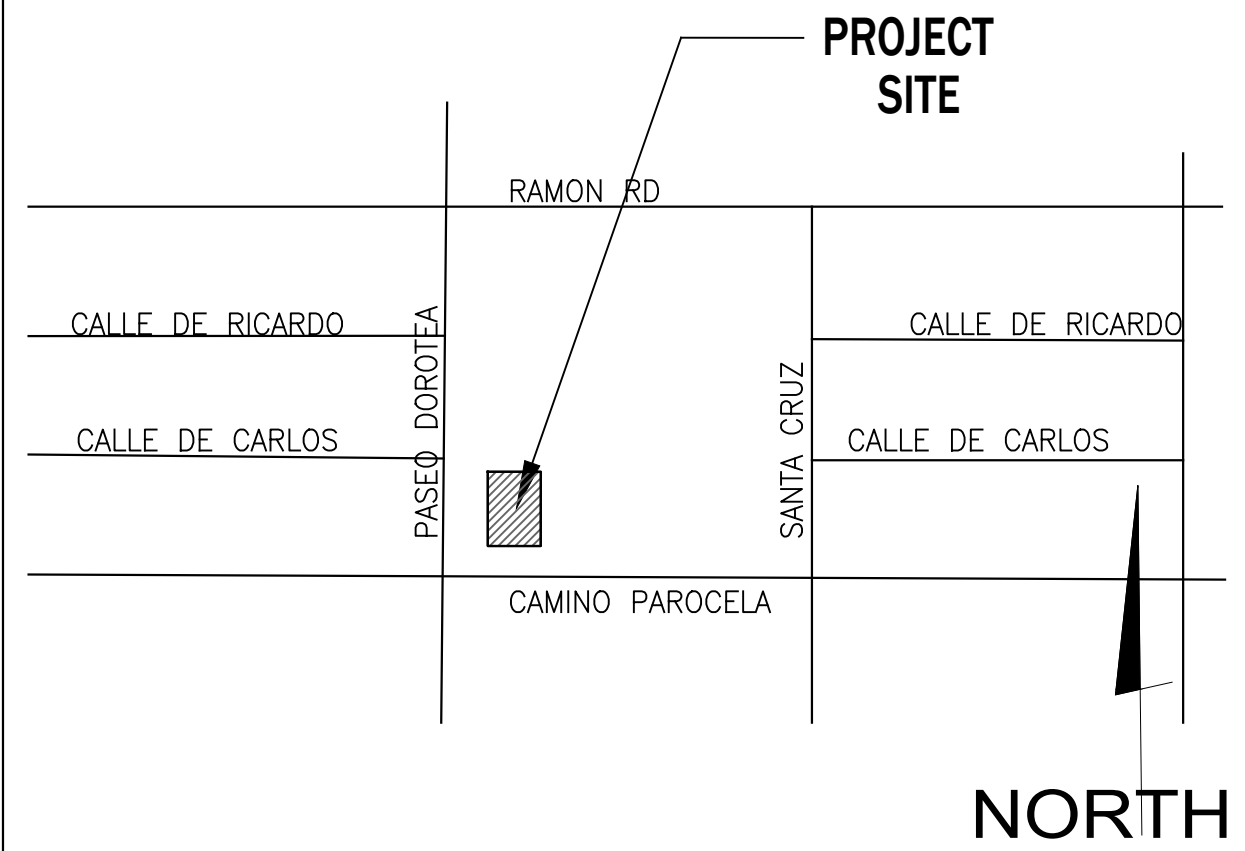 PROJECT
SITE
RAMON RD
CALLE DE RICARDO
PASEO DOROTEA
CALLE DE RICARDO
CALLE DE CARLOS
SANTA CRUZ
CALLE DE CARLOS
CAMINO PAROCELA
NORTH